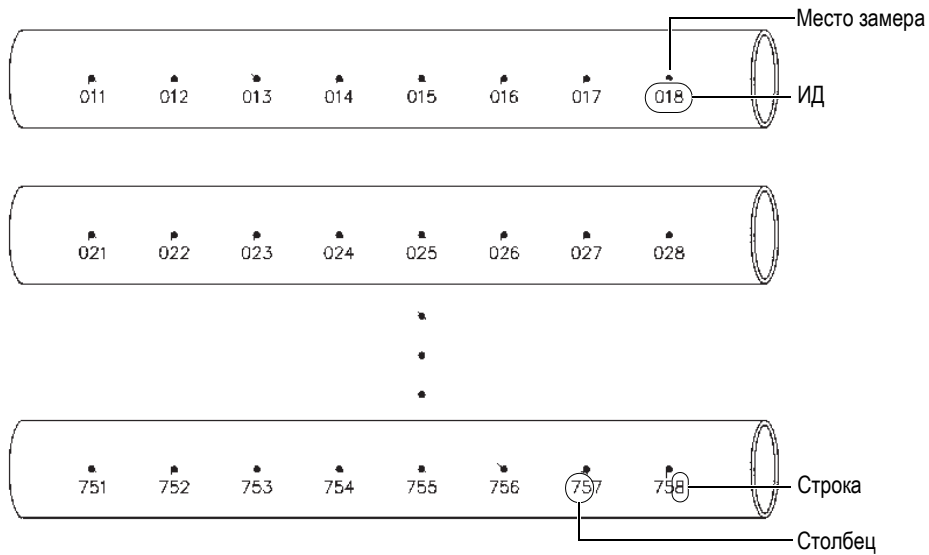 Место замера
011 012 013 014 015 016 017 018
ИД
021 022 023 024 025 026 027 028
751 752 753 754 755 756 757 758
Строка
Столбец